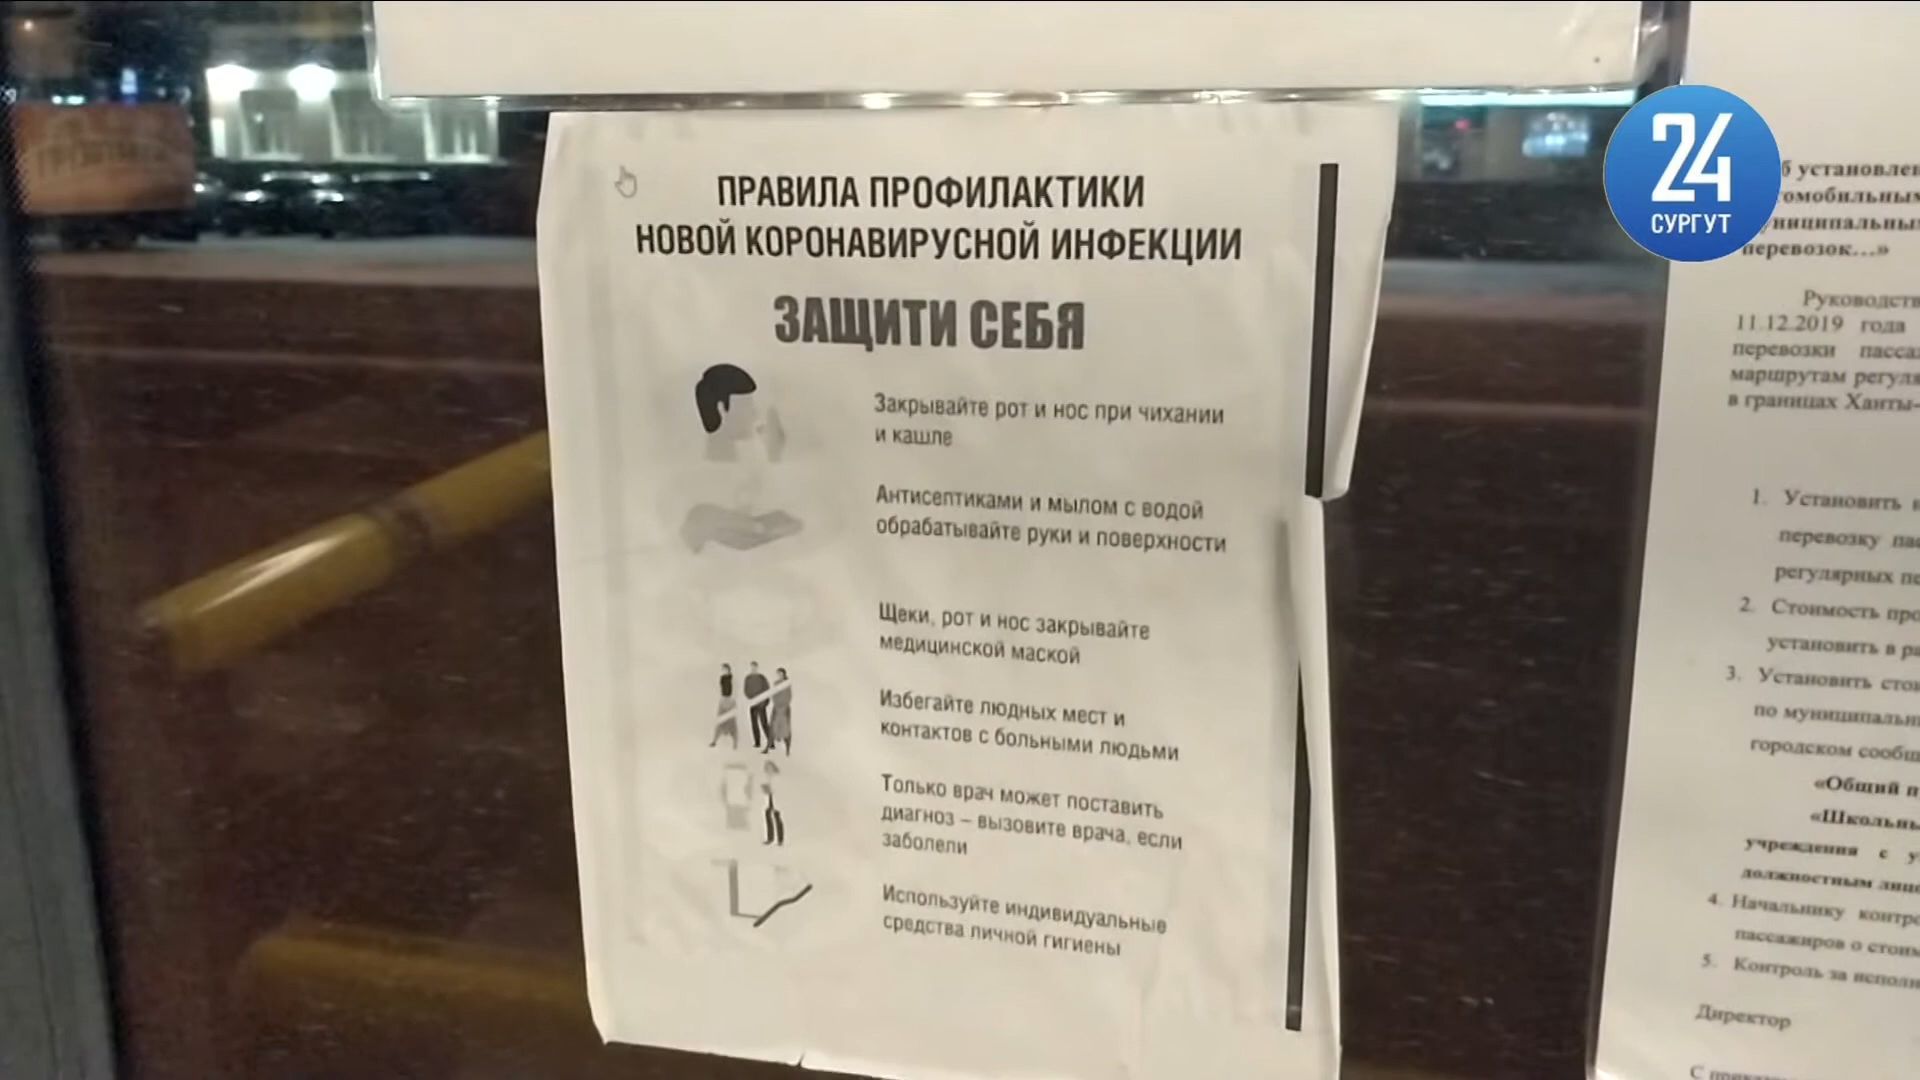 ПРАВИЛА ПРОФИЛАКТИКИ
НОВОЙ КОРОНАВИРУСНОЙ ИНФЕКЦИИ
ЗАЩИТИ СЕБЯ
Закрывайте рот и нос при чихании
и кашле
Антисептиками и мылом с водой
обрабатывайте руки и поверхности
Щеки, рот и нос закрывайте
медицинской маской
Избегайте людных мест и
контактов с больными людьми
Только врач может поставить
диагноз – вызовите врача, если
заболели
Используйте индивидуальные
средства личной гигиены
24
СУРГУТ
перевозок...»
11.12.2019 года
перевозки
маршрутам
в границах Ханты-
1. Установить
перевозку
регулярных
2. Стоимость
установить в
3. Установить
по
городском
«Общий
учреждения с
должностным
4. Начальнику
пассажиров о
5. Контроль за
Директор